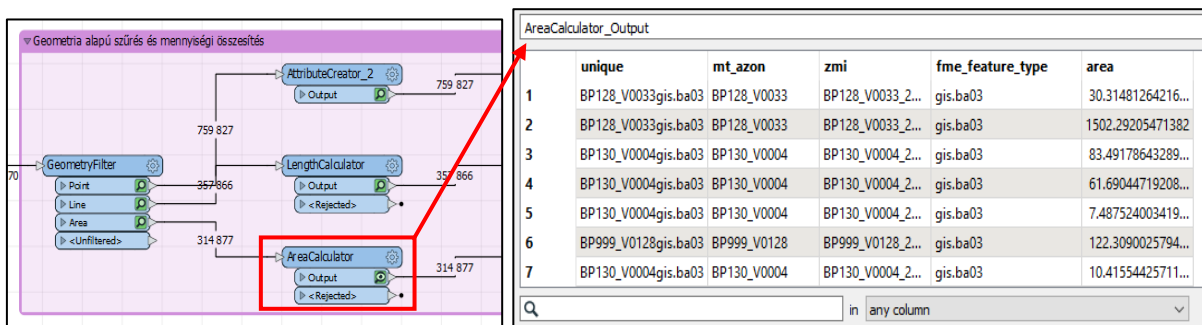 Geometria alapú szűrés és mennyiségi összesítés
AttributeCreator_2
Output
759 827
759 827
GeometryFilter
70
Point
Line
Area
<Unfiltered>
357 866
314 877
LengthCalculator
Output
<Rejected>
357 866
AreaCalculator
Output
<Rejected>
314 877
AreaCalculator_Output
unique mt_azon zmi fme_feature_type area
1 BP128_V0033gis.ba03 BP128_V0033 BP128_V0033_2... gis.ba03 30.31481264216...
2 BP128_V0033gis.ba03 BP128_V0033 BP128_V0033_2... gis.ba03 1502.29205471382
3 BP130_V0004gis.ba03 BP130_V0004 BP130_V0004_2... gis.ba03 83.49178643289...
4 BP130_V0004gis.ba03 BP130_V0004 BP130_V0004_2... gis.ba03 61.69044719208...
5 BP130_V0004gis.ba03 BP130_V0004 BP130_V0004_2... gis.ba03 7.487524003419...
6 BP999_V0128gis.ba03 BP999_V0128 BP999_V0128_2... gis.ba03 122.3090025794...
7 BP130_V0004gis.ba03 BP130_V0004 BP130_V0004_2... gis.ba03 10.41554425711...
in any column